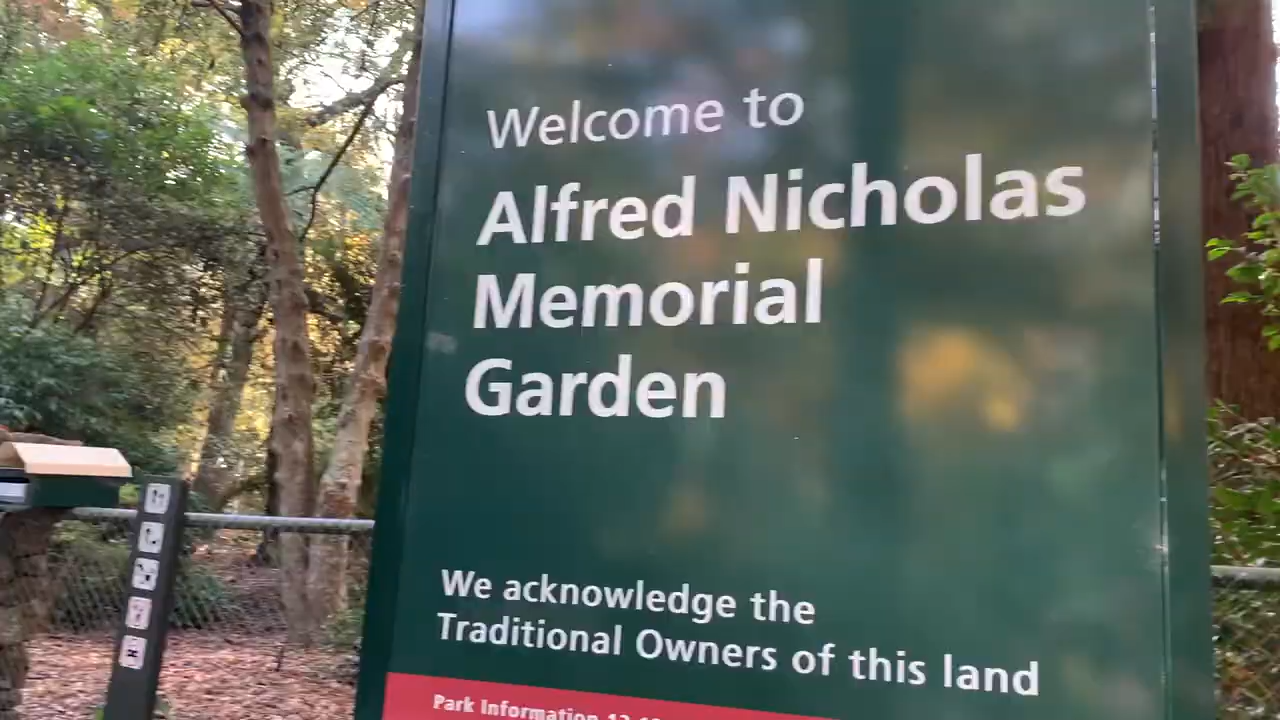 Welcome to
Alfred Nicholas
Memorial
Garden
We acknowledge the
Traditional Owners of this land
Park Information